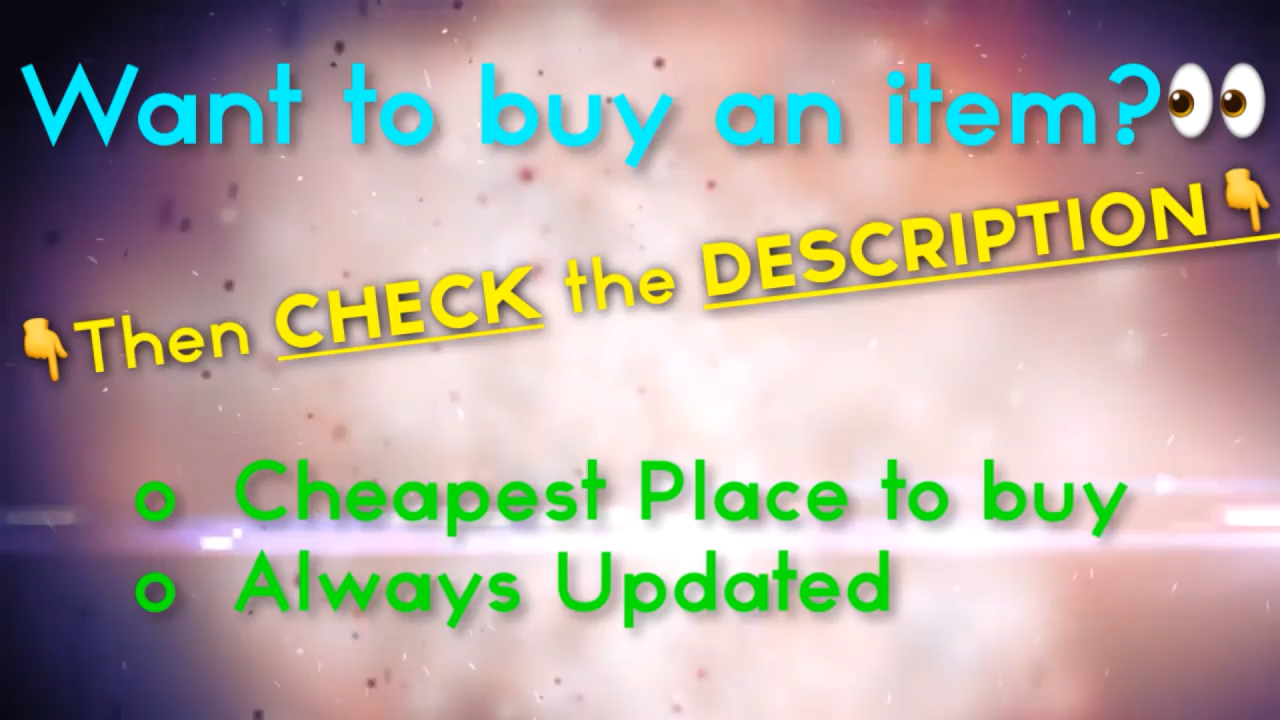 Want to buy an item?👀
👇Then CHECK the DESCRIPTION👇
o Cheapest Place to buy
o Always Updated